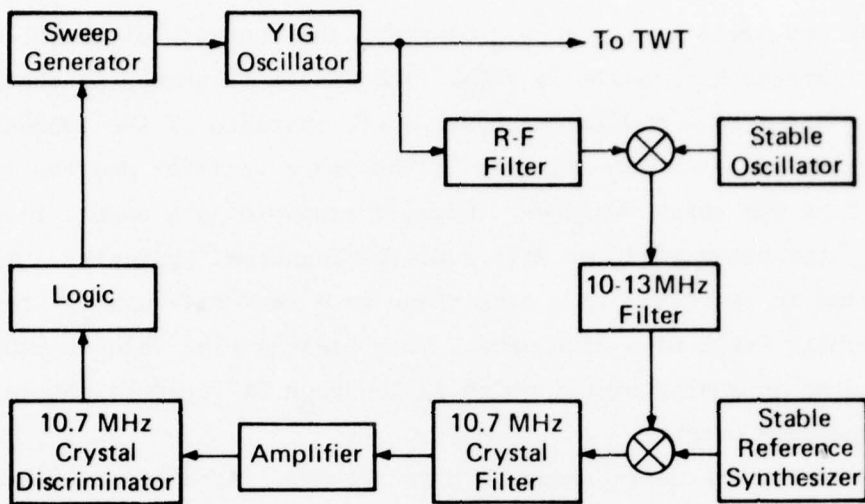 Sweep
Generator
YIG
Oscillator
To TWT
R-F
Filter
Stable
Oscillator
Logic
10-13MHz
Filter
10.7 MHz
Crystal
Discriminator
Amplifier
10.7 MHz
Crystal
Filter
Stable
Reference
Synthesizer